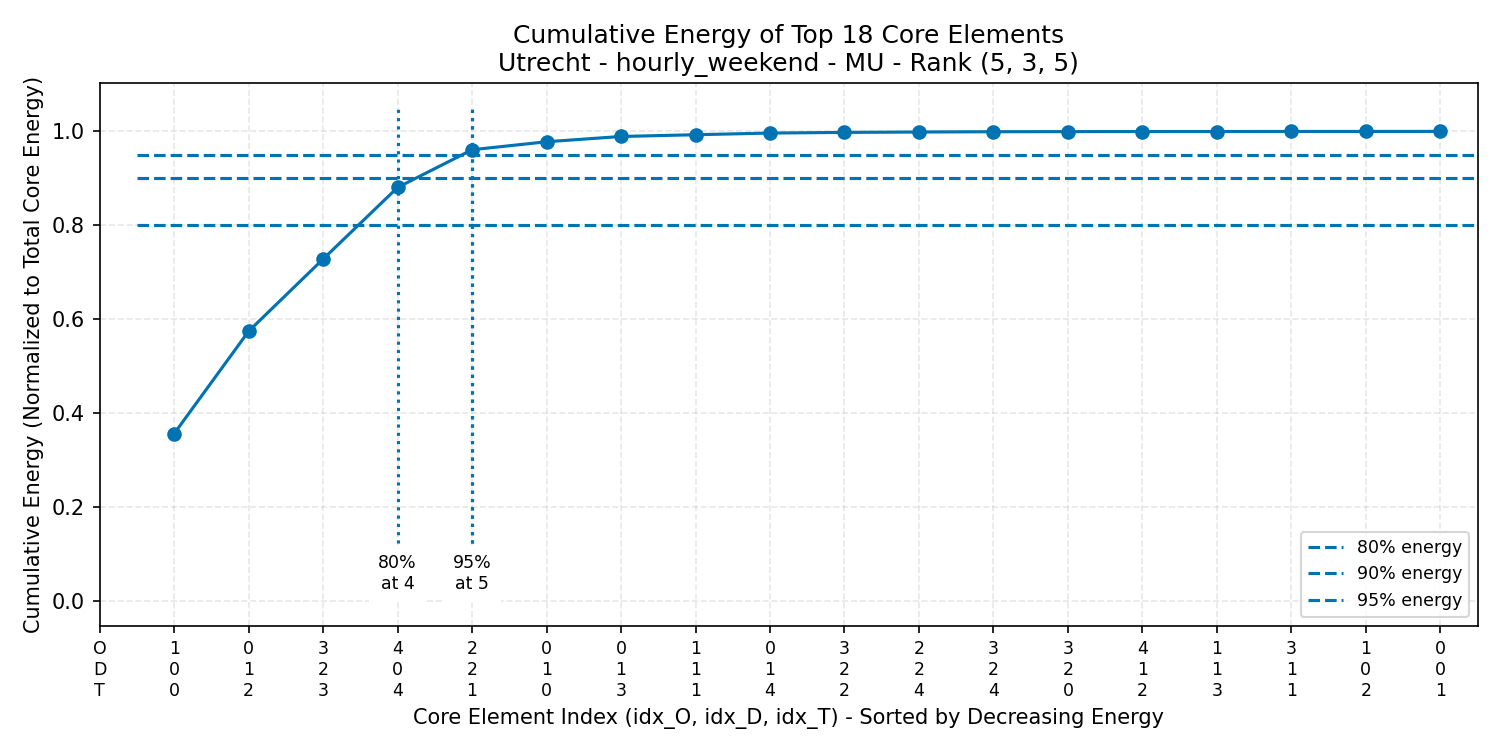 Cumulative Energy of Top 18 Core Elements
Utrecht - hourly_weekend - MU - Rank (5, 3, 5)
Cumulative Energy (Normalized to Total Core Energy)
1.0
0.8
0.6
0.4
0.2
0.0
80%
at 4
95%
at 5
80% energy
90% energy
95% energy
O 1 0 3 4 2 0 0 1 0 3 2 3 3 4 1 3 1 0
D 0 1 2 0 2 1 1 1 1 2 2 2 2 1 1 1 0 0
T 0 2 3 4 1 0 3 1 4 2 4 4 0 2 3 1 2 1
Core Element Index (idx_O, idx_D, idx_T) - Sorted by Decreasing Energy